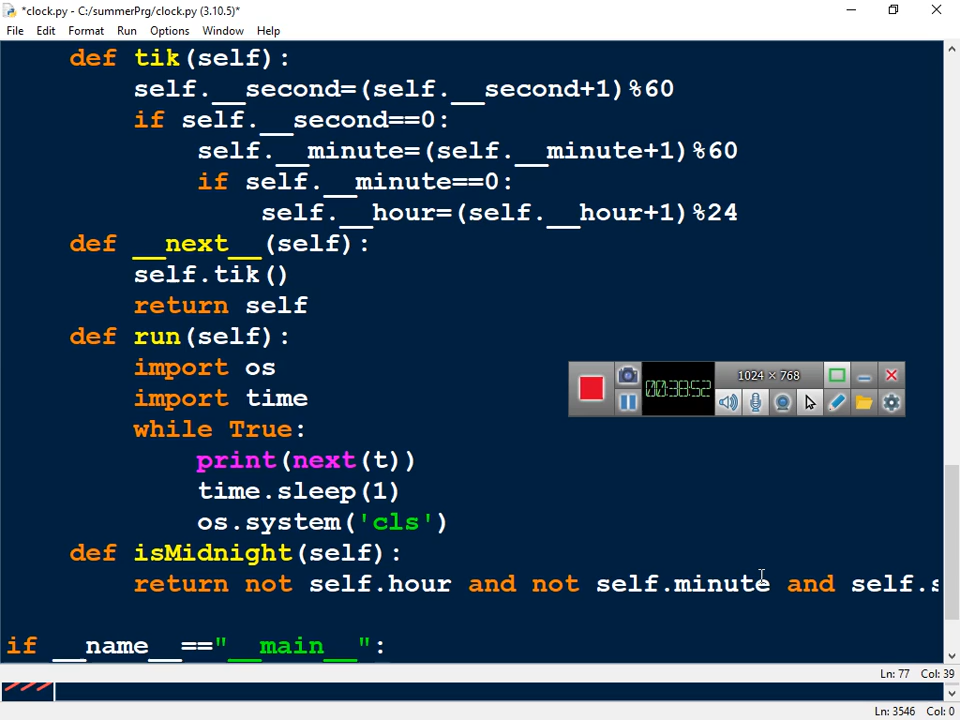 *clock.py - C:/summerPrg/clock.py (3.10.5)*
File Edit Format Run Options Window Help
def tik(self):
self.__second=(self.__second+1)%60
if self.__second==0:
self.__minute=(self.__minute+1)%60
if self.__minute==0:
self.__hour=(self.__hour+1)%24
def __next__(self):
self.tik()
return self
def run(self):
import os
import time
while True:
print(next(t))
time.sleep(1)
os.system('cls')
def isMidnight(self):
return not self.hour and not self.minute and self.s
if __name__=="__main__":
1024 × 768
00:38:52
Ln: 77 Col: 39
Ln: 3546 Col: 0